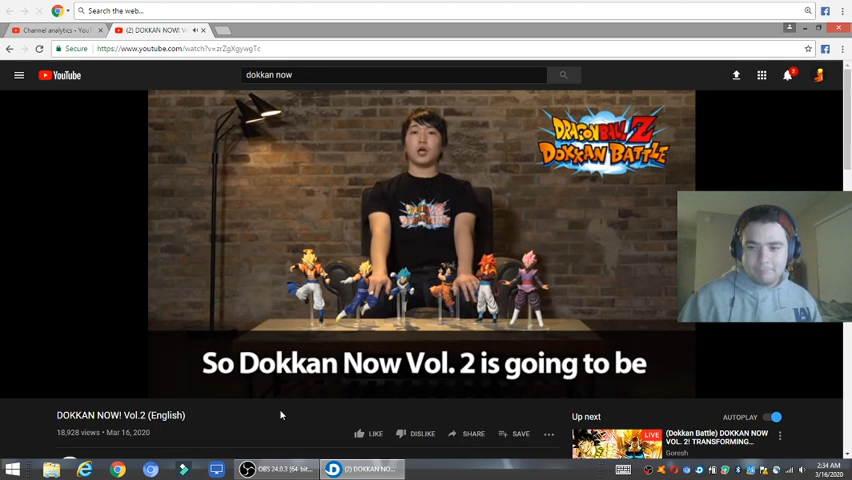 Search the web...
Channel analytics - YouT
(2) DOKKAN NOW! V
Secure
https://www.youtube.com/watch?v=zrZgXgywgTc
YouTube
dokkan now
2
DRAGONBALL Z
DOKKAN BATTLE
So Dokkan Now Vol. 2 is going to be
DOKKAN NOW! Vol.2 (English)
18,928 views • Mar 16, 2020
LIKE
DISLIKE
SHARE
SAVE
Up next
AUTOPLAY
LIVE
(Dokkan Battle) DOKKAN NOW
VOL. 2! TRANSFORMING...
Goresh
OBS 24.0.3 (64-bit...
(2) DOKKAN NO...
2:34 AM
3/16/2020